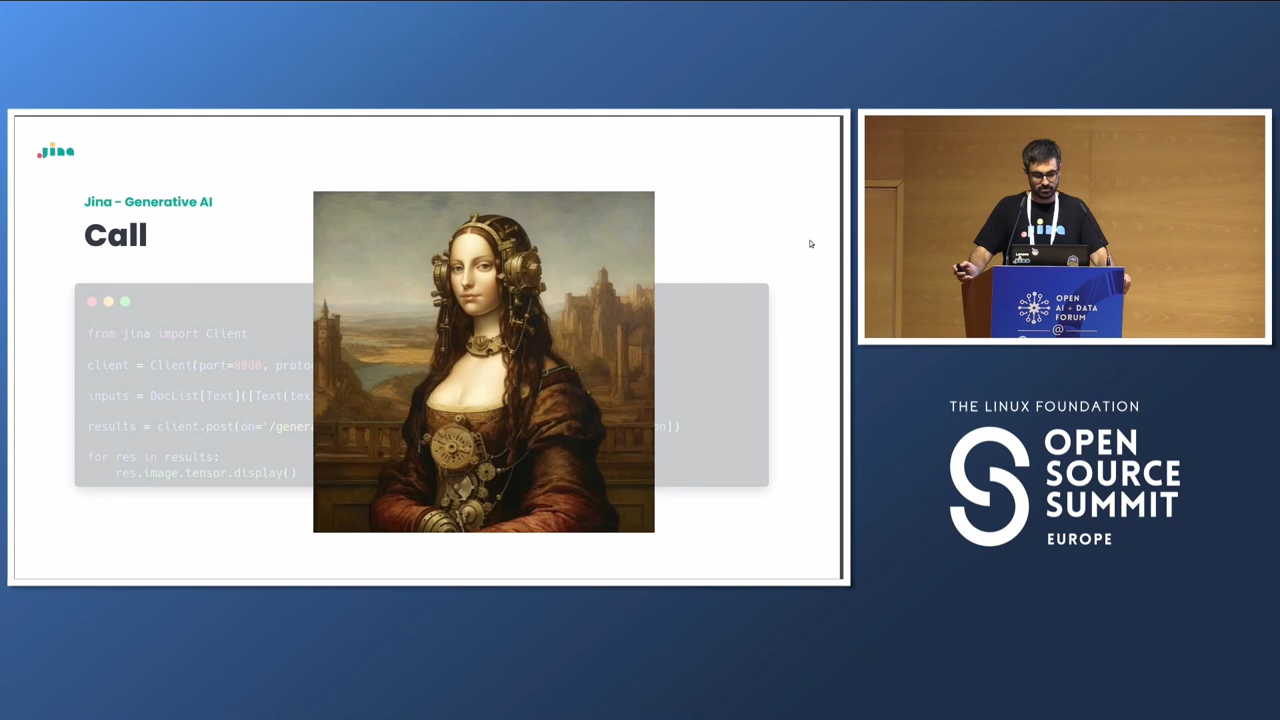 Jina
Jina - Generative AI
Call
from jina import Client
client = Client(port=8080,
inputs = DocList[Text]([Text(
results = client.post(on='/
for res in results:
res.image.tensor.display()
Jina
OPEN
AI + DATA
FORUM
@
THE LINUX FOUNDATION
OPEN
SOURCE
SUMMIT
EUROPE